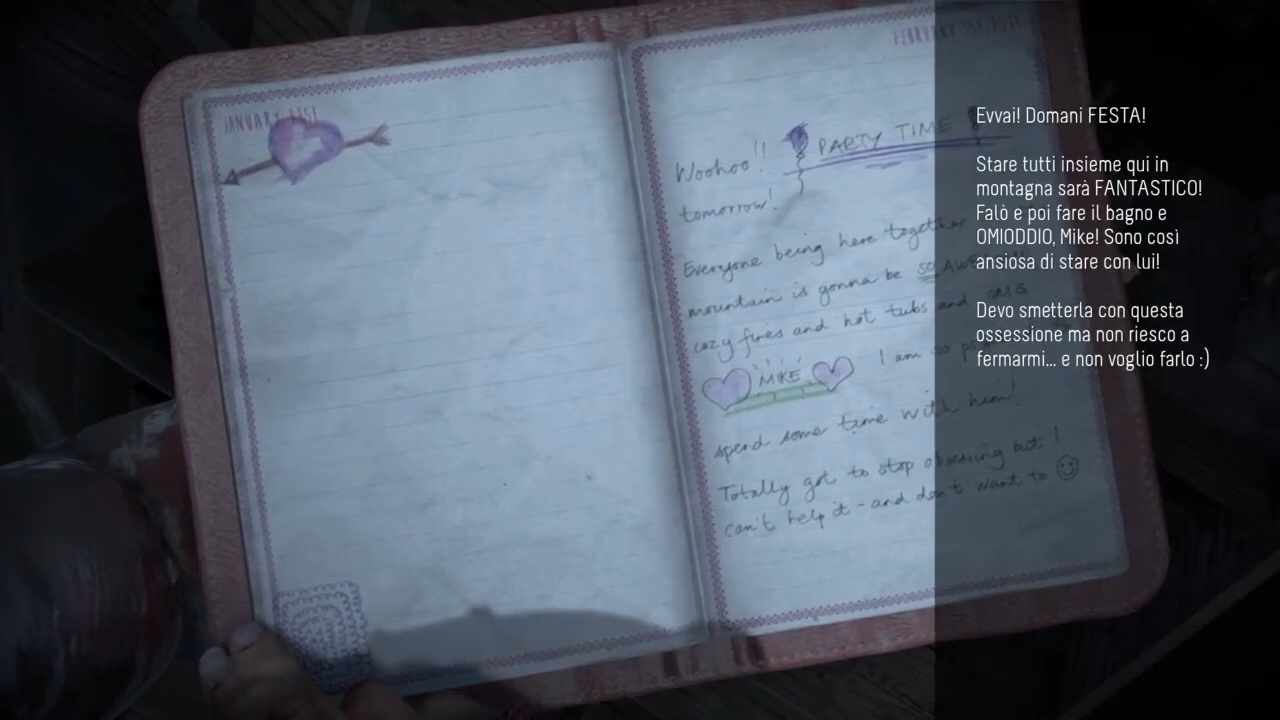 JANUARY 31ST
FEBRUARY 1ST, 2014
Woohoo!! PARTY TIME
tomorrow!
Everyone being here together
mountain is gonna be SO
cozy fires and hot tubs and OMG
MIKE I am so
spend some time with him!
Totally got to stop obsessing but I
can't help it - and don't want to
Evvai! Domani FESTA!
Stare tutti insieme qui in
montagna sarà FANTASTICO!
Falò e poi fare il bagno e
OMIODDIO, Mike! Sono così
ansiosa di stare con lui!
Devo smetterla con questa
ossessione ma non riesco a
fermarmi... e non voglio farlo :)